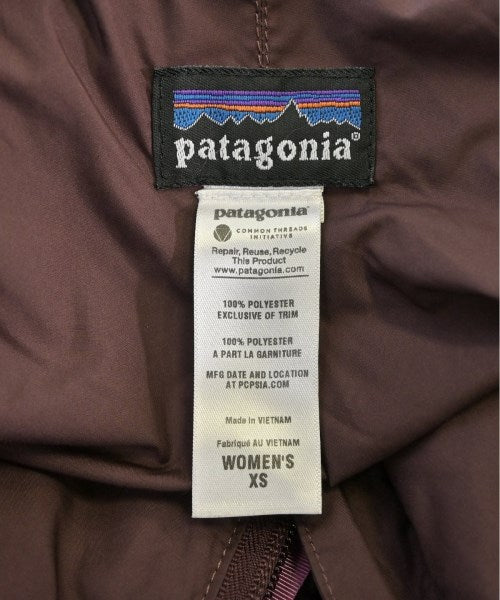 patagonia®
patagonia
COMMON THREADS
INITIATIVE
Repair, Reuse, Recycle
This Product
www.patagonia.com
100% POLYESTER
EXCLUSIVE OF TRIM
100% POLYESTER
A PART LA GARNITURE
MFG DATE AND LOCATION
AT PCPSIA.COM
Made in VIETNAM
Fabriqué AU VIETNAM
WOMEN'S
XS